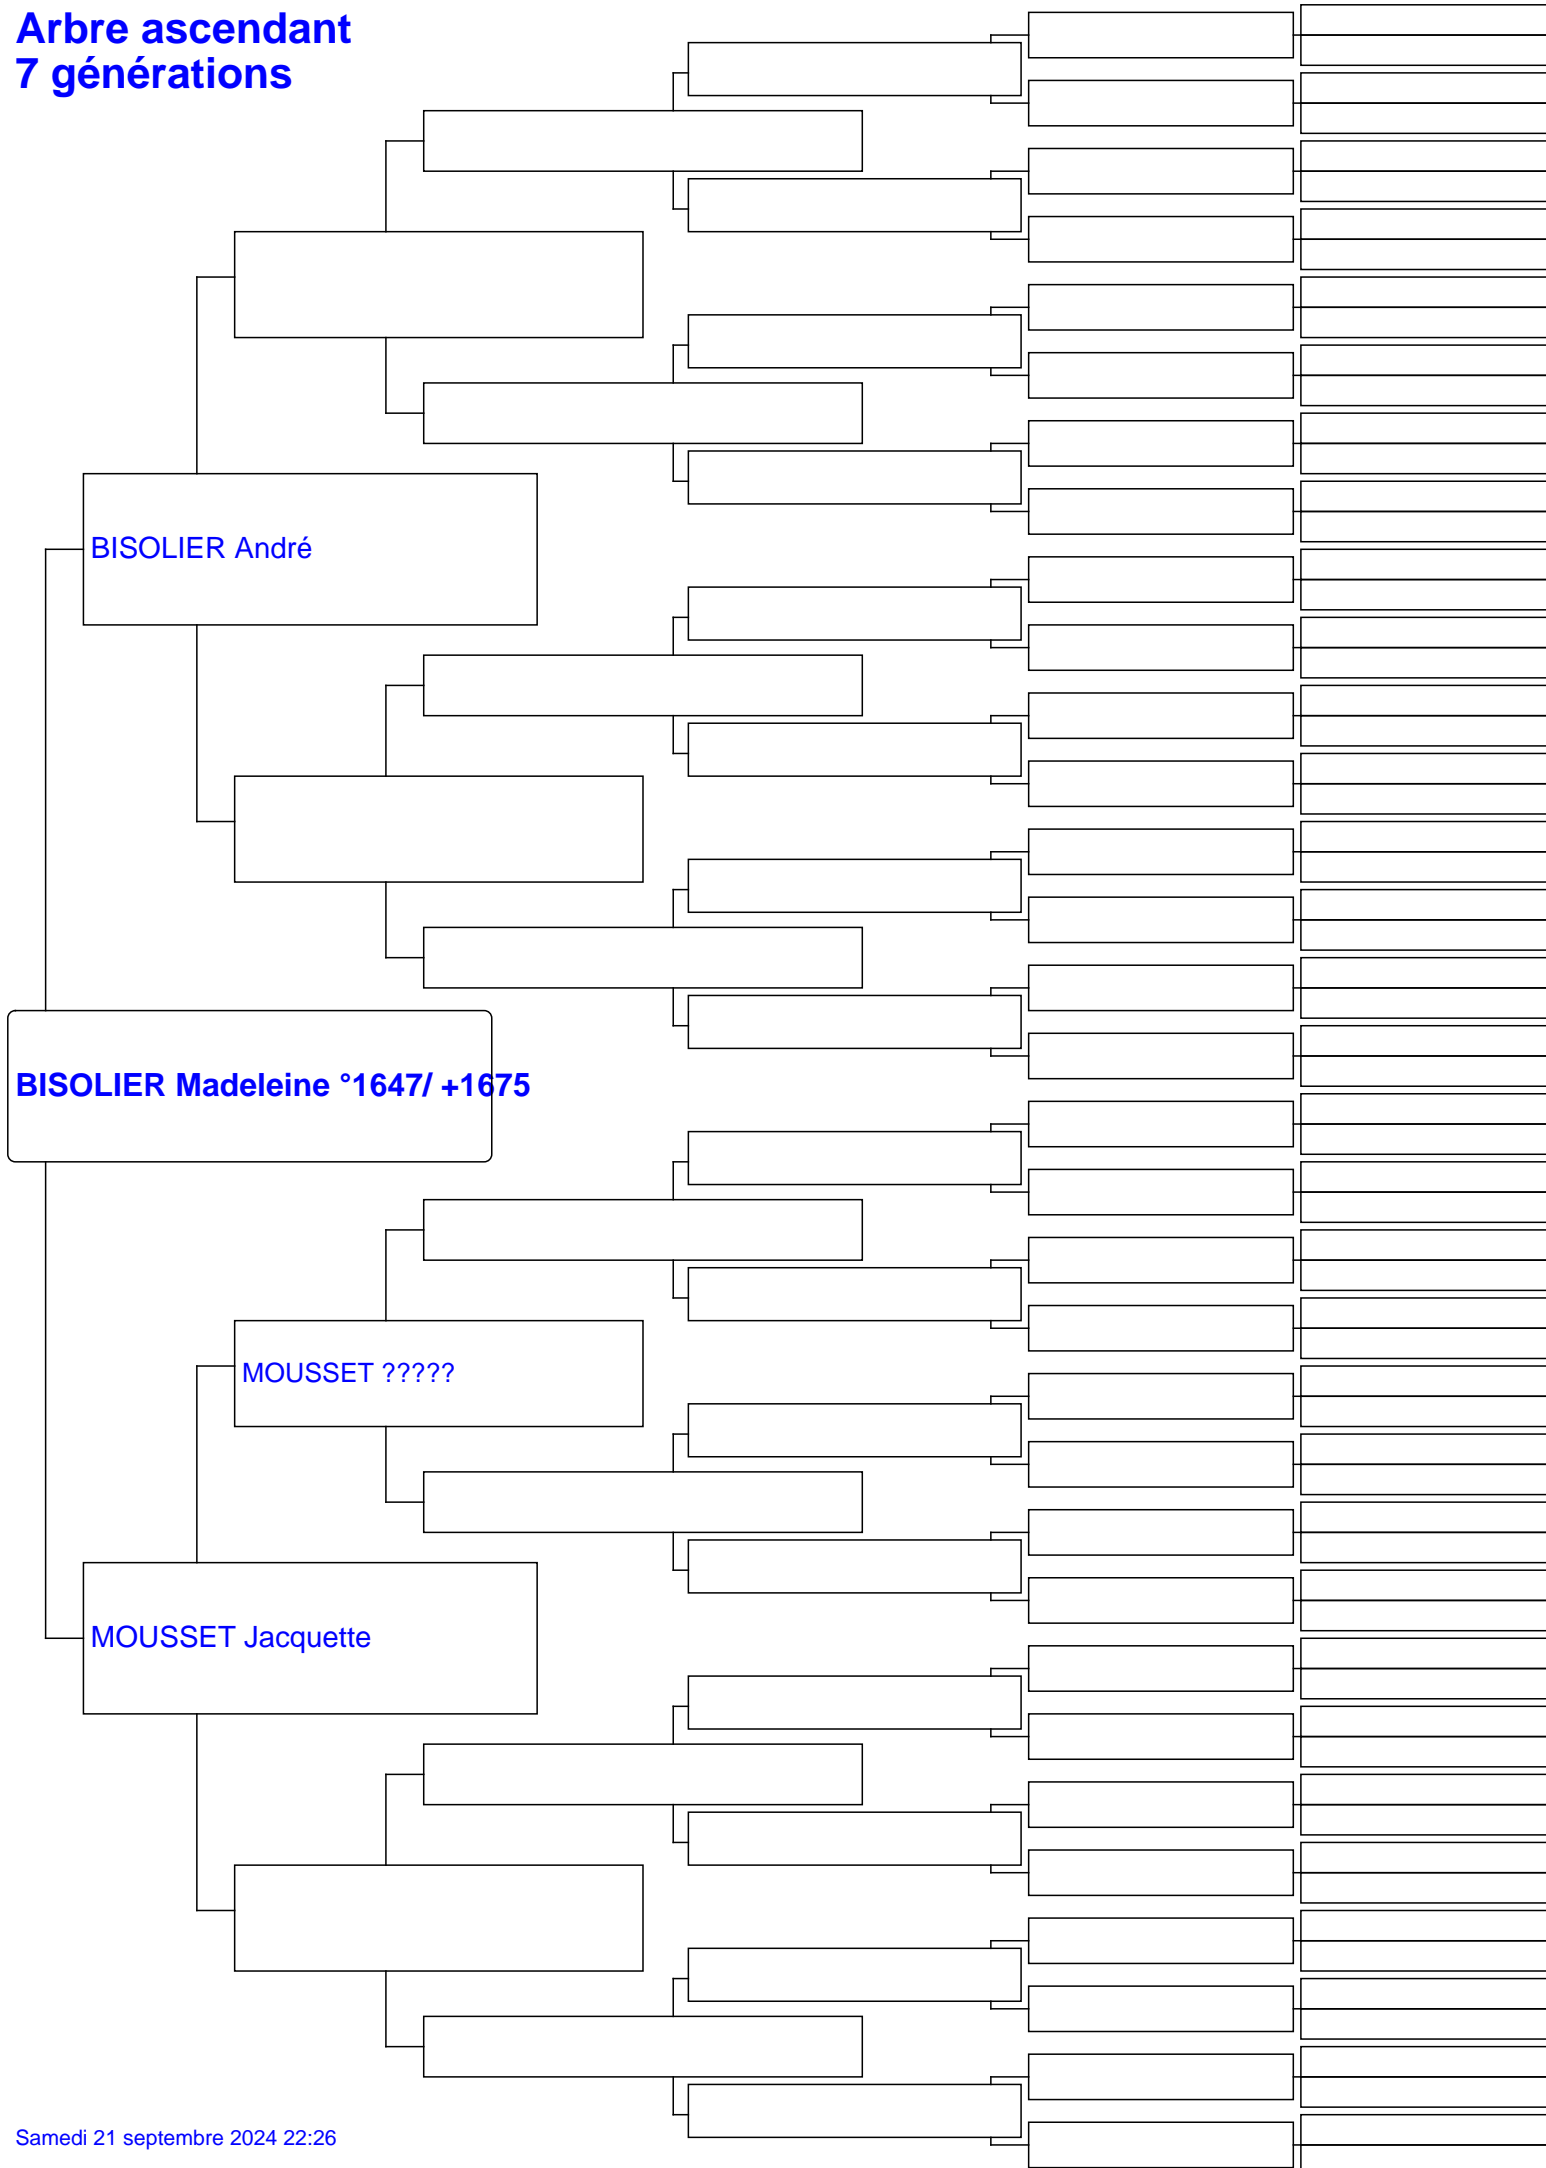 Arbre ascendant
7 générations
BISOLIER André
BISOLIER Madeleine °1647/ +1675
MOUSSET ?????
MOUSSET Jacquette
Samedi 21 septembre 2024 22:26